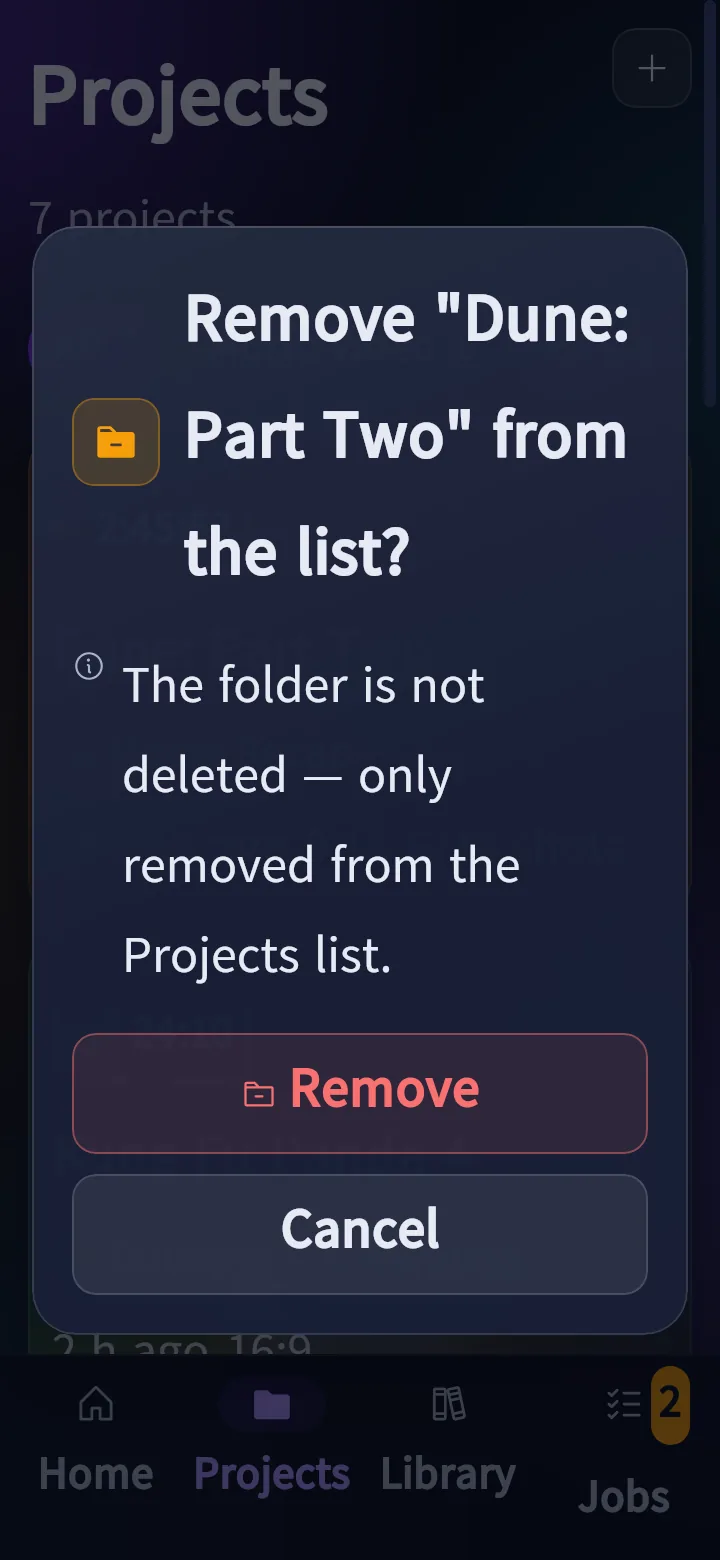 Projects
7 projects
Remove "Dune:
Part Two" from
the list?
The folder is not
deleted — only
removed from the
Projects list.
Remove
Cancel
2 h ago 16:9
Home
Projects
Library
2
Jobs